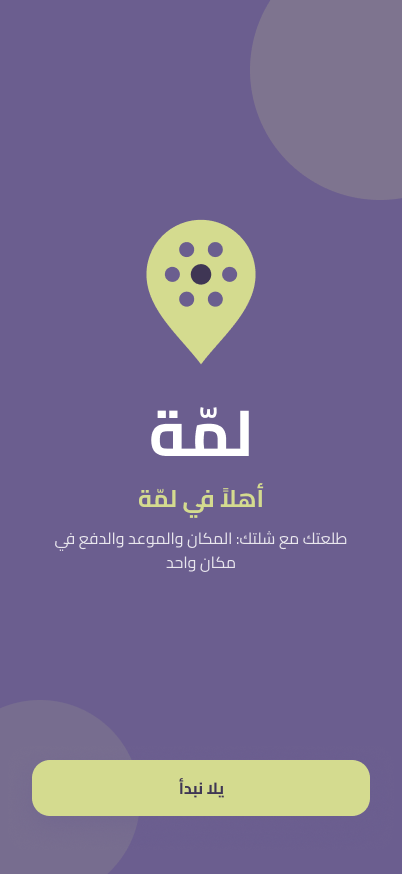 لمّة
أهلاً في لمّة
طلعتك مع شلتك: المكان والموعد والدفع في
مكان واحد
يلا نبدأ